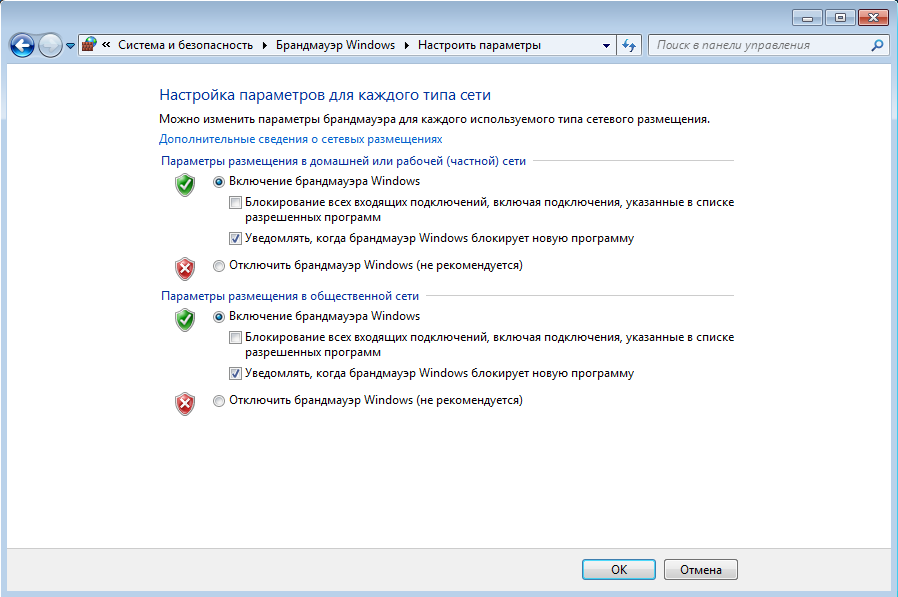 « Система и безопасность ▸ Брандмауэр Windows ▸ Настроить параметры
Поиск в панели управления
Настройка параметров для каждого типа сети
Можно изменить параметры брандмауэра для каждого используемого типа сетевого размещения.
Дополнительные сведения о сетевых размещениях
Параметры размещения в домашней или рабочей (частной) сети
Включение брандмауэра Windows
Блокирование всех входящих подключений, включая подключения, указанные в списке
разрешенных программ
Уведомлять, когда брандмауэр Windows блокирует новую программу
Отключить брандмауэр Windows (не рекомендуется)
Параметры размещения в общественной сети
Включение брандмауэра Windows
Блокирование всех входящих подключений, включая подключения, указанные в списке
разрешенных программ
Уведомлять, когда брандмауэр Windows блокирует новую программу
Отключить брандмауэр Windows (не рекомендуется)
ОК
Отмена